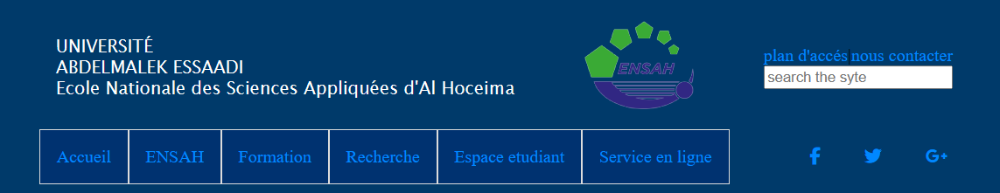 UNIVERSITÉ
ABDELMALEK ESSAADI
Ecole Nationale des Sciences Appliquées d'Al Hoceima
ENSAH
plan d'accés|nous contacter
search the syte
Accueil ENSAH Formation Recherche Espace etudiant Service en ligne
G+